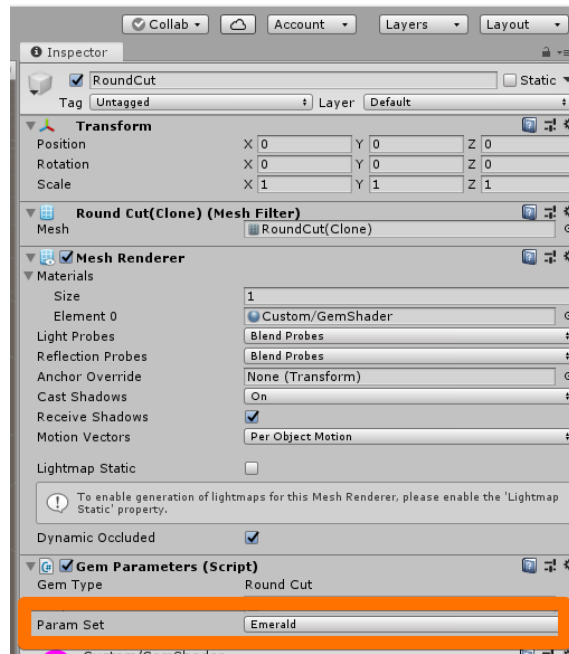 Collab Account Layers Layout
Inspector
RoundCut Static
Tag Untagged Layer Default
Transform
Position X 0 Y 0 Z 0
Rotation X 0 Y 0 Z 0
Scale X 1 Y 1 Z 1
Round Cut(Clone) (Mesh Filter)
Mesh RoundCut(Clone)
Mesh Renderer
Materials
Size 1
Element 0 Custom/GemShader
Light Probes Blend Probes
Reflection Probes Blend Probes
Anchor Override None (Transform)
Cast Shadows On
Receive Shadows
Motion Vectors Per Object Motion
Lightmap Static
To enable generation of lightmaps for this Mesh Renderer, please enable the 'Lightmap
Static' property.
Dynamic Occluded
Gem Parameters (Script)
Gem Type Round Cut
Param Set Emerald